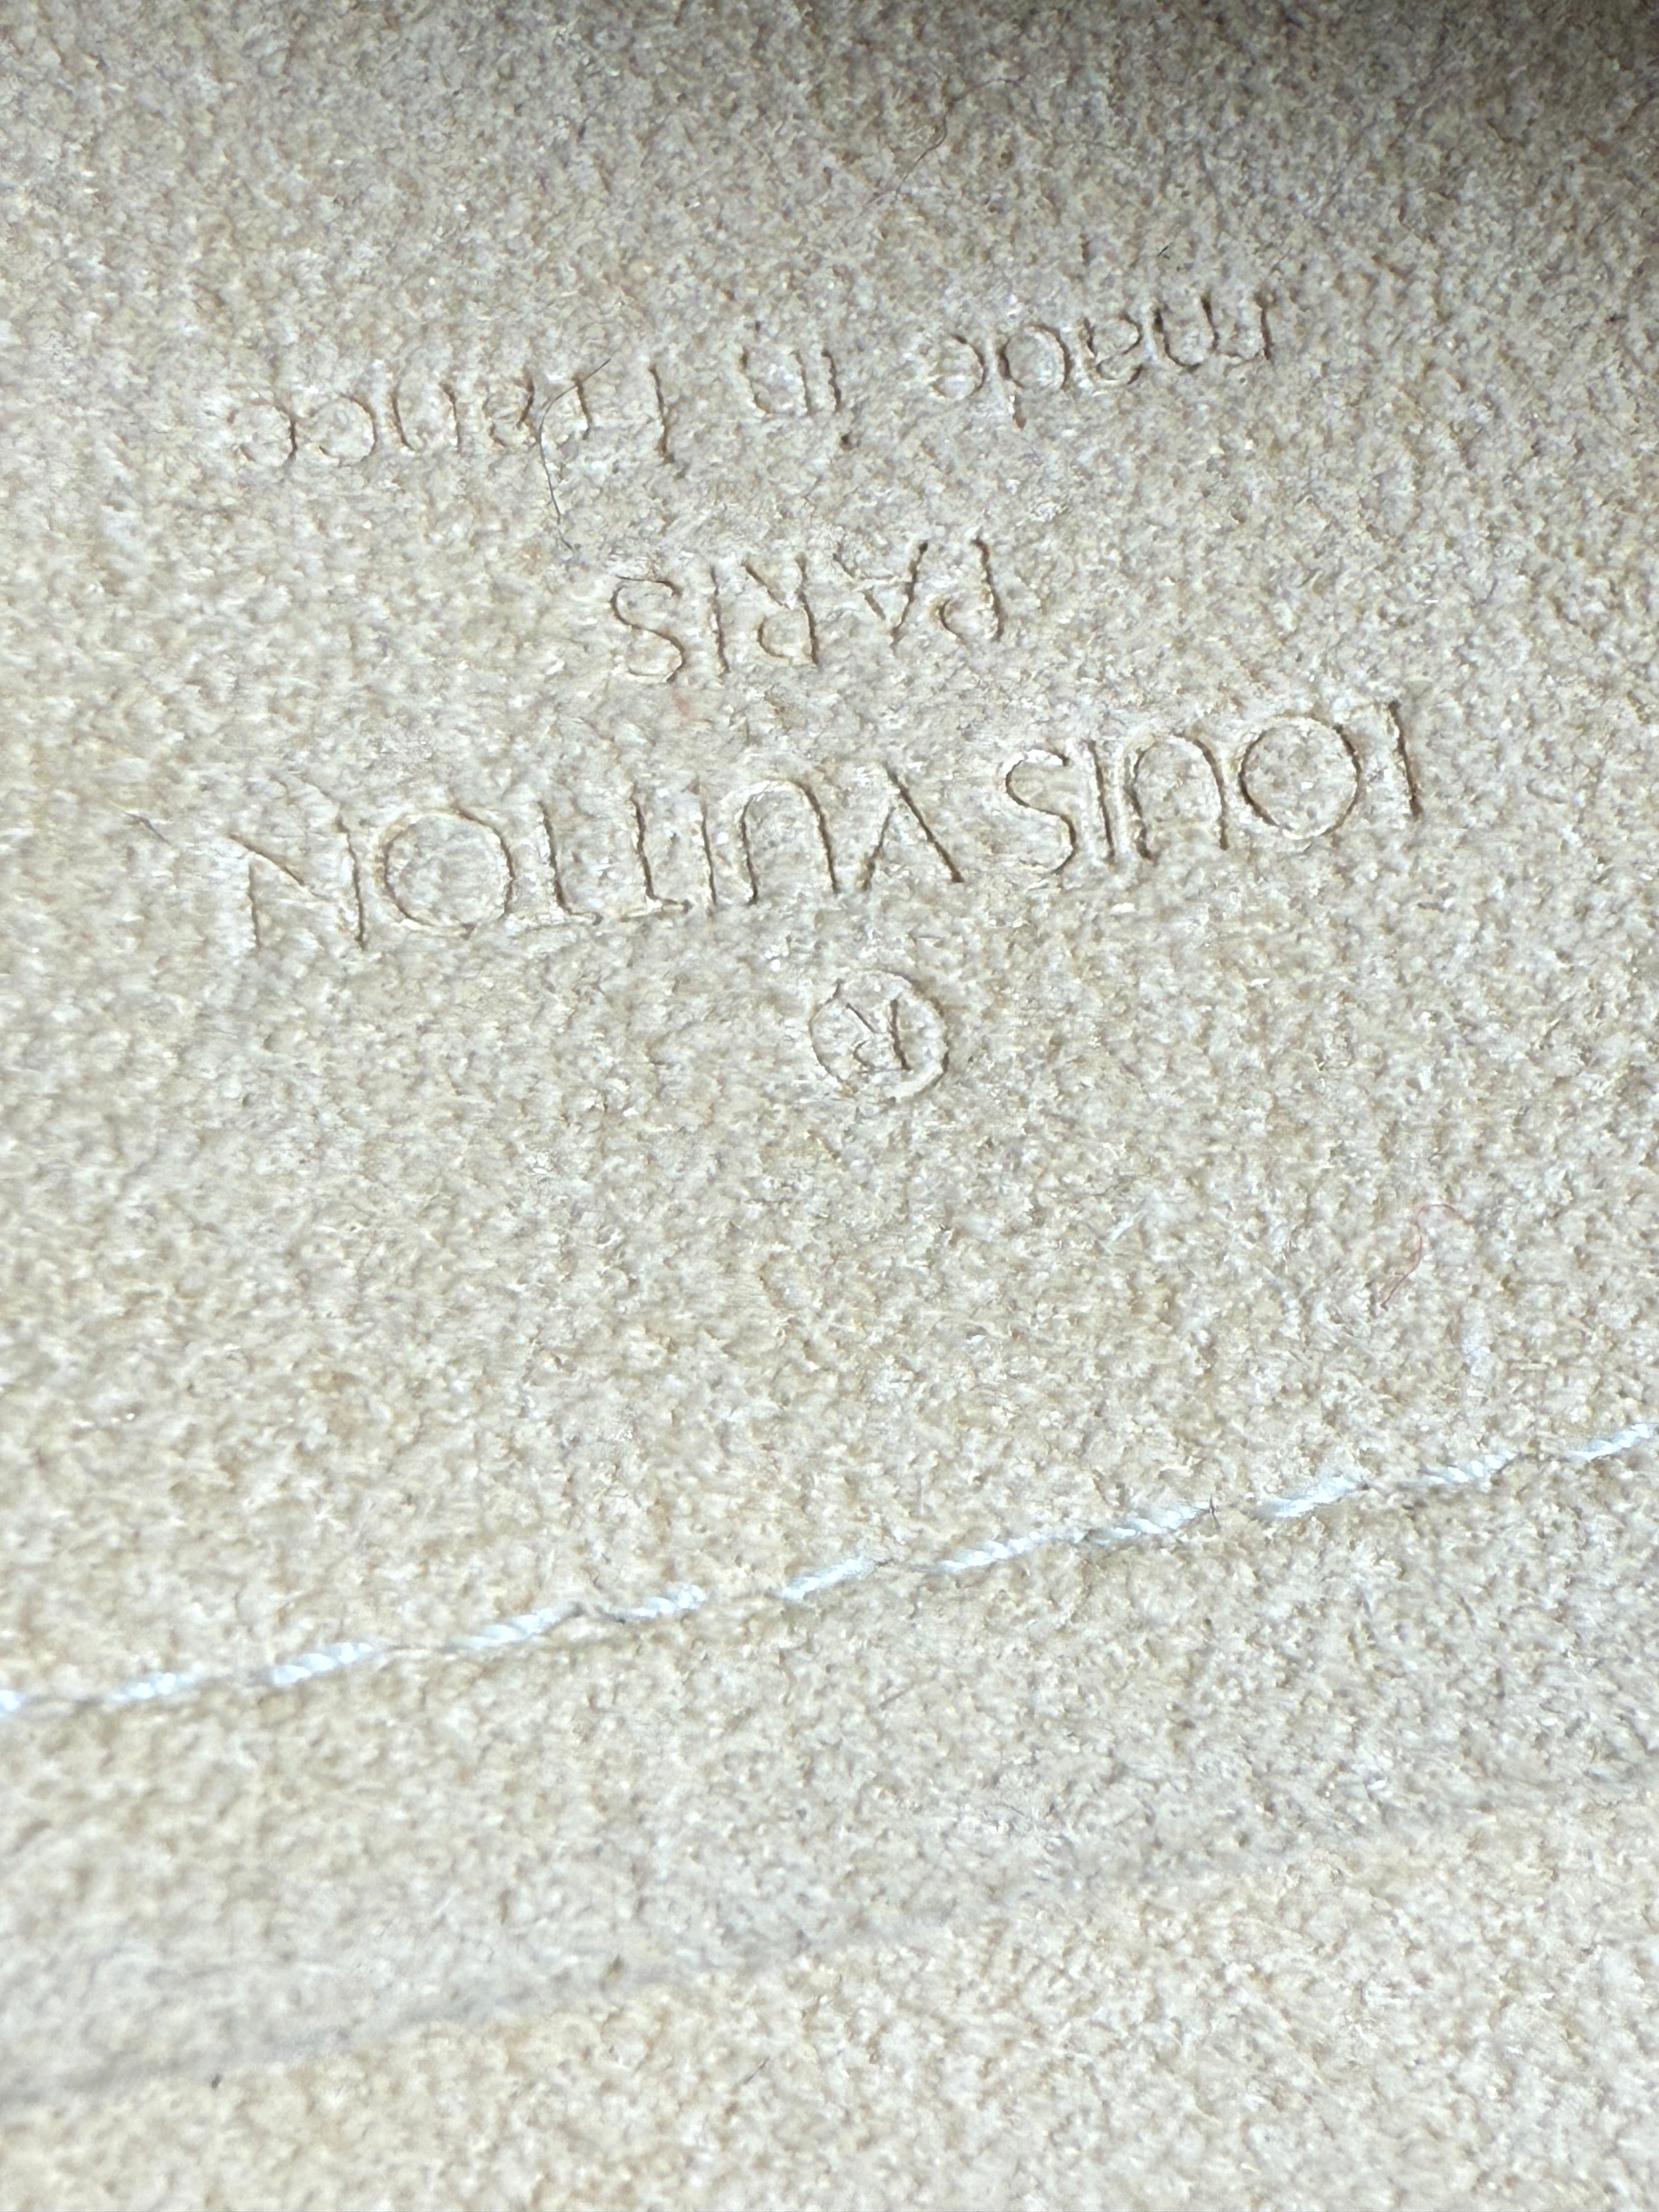 ®
LOUIS VUITTON
PARIS
made in France